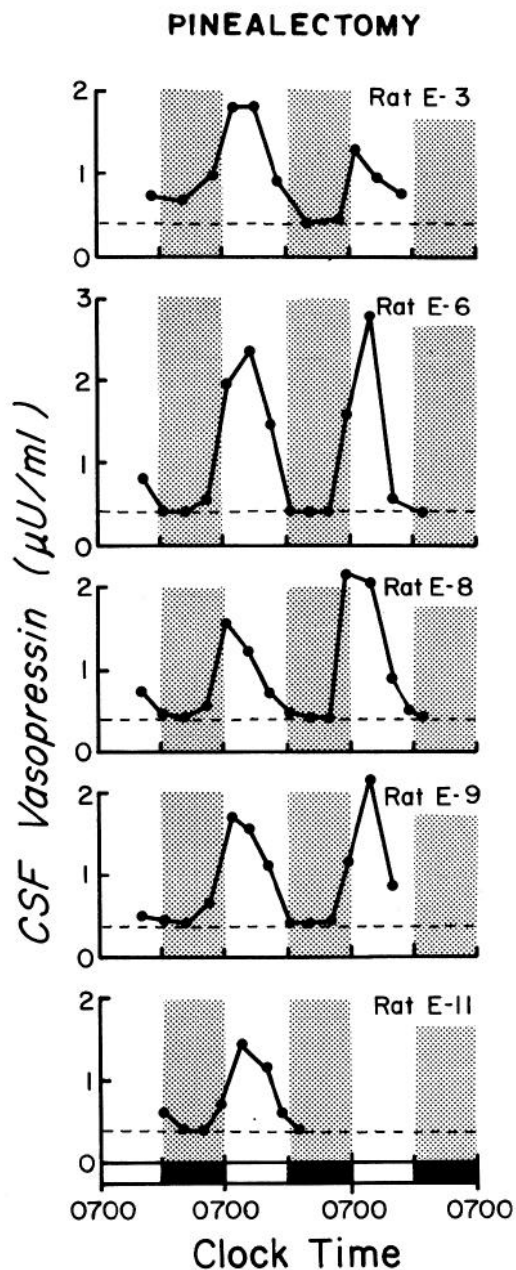 PINEALECTOMY
Rat E-3
2
1
0
Rat E-6
3
2
1
0
Rat E-8
2
1
0
Rat E-9
2
1
0
Rat E-11
2
1
0
CSF Vasopressin (μU/ml)
0700 0700 0700 0700
Clock Time